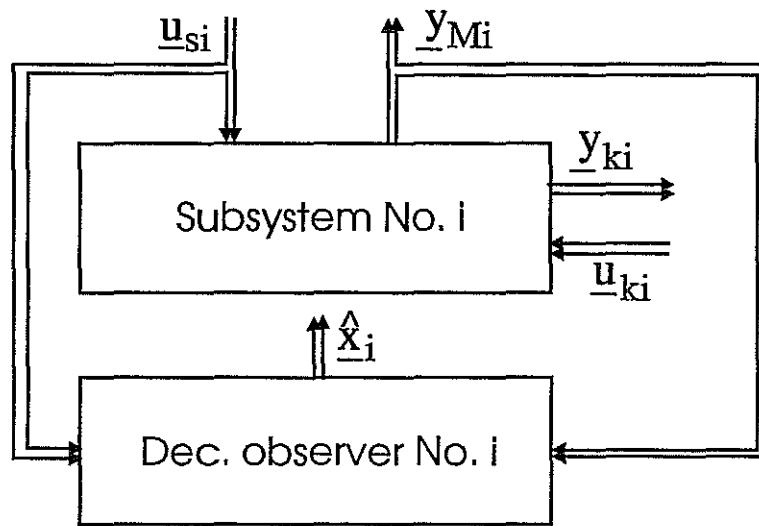 u_si
y_Mi
y_ki
Subsystem No. i
u_ki
x̂_i
Dec. observer No. i